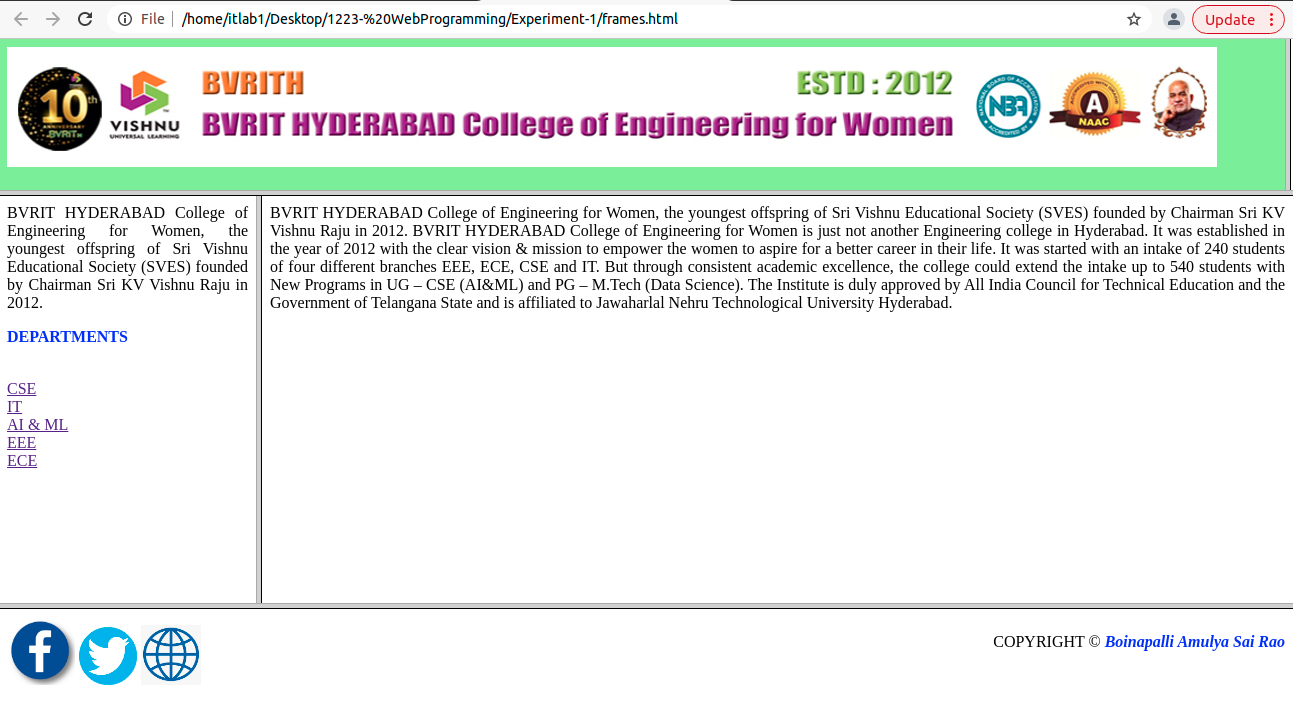 File | /home/itlab1/Desktop/1223-%20WebProgramming/Experiment-1/frames.html
Update
10th
ANNIVERSARY
BVRITH
VISHNU
UNIVERSAL LEARNING
BVRITH
ESTD : 2012
BVRIT HYDERABAD College of Engineering for Women
NATIONAL BOARD OF ACCREDITATION
NBA
ACCREDITED BY
ACCREDITED WITH GRADE
A
NAAC
BVRIT HYDERABAD College of
Engineering for Women, the
youngest offspring of Sri Vishnu
Educational Society (SVES) founded
by Chairman Sri KV Vishnu Raju in
2012.
DEPARTMENTS
CSE
IT
AI & ML
EEE
ECE
BVRIT HYDERABAD College of Engineering for Women, the youngest offspring of Sri Vishnu Educational Society (SVES) founded by Chairman Sri KV
Vishnu Raju in 2012. BVRIT HYDERABAD College of Engineering for Women is just not another Engineering college in Hyderabad. It was established in
the year of 2012 with the clear vision & mission to empower the women to aspire for a better career in their life. It was started with an intake of 240 students
of four different branches EEE, ECE, CSE and IT. But through consistent academic excellence, the college could extend the intake up to 540 students with
New Programs in UG – CSE (AI&ML) and PG – M.Tech (Data Science). The Institute is duly approved by All India Council for Technical Education and the
Government of Telangana State and is affiliated to Jawaharlal Nehru Technological University Hyderabad.
COPYRIGHT © Boinapalli Amulya Sai Rao